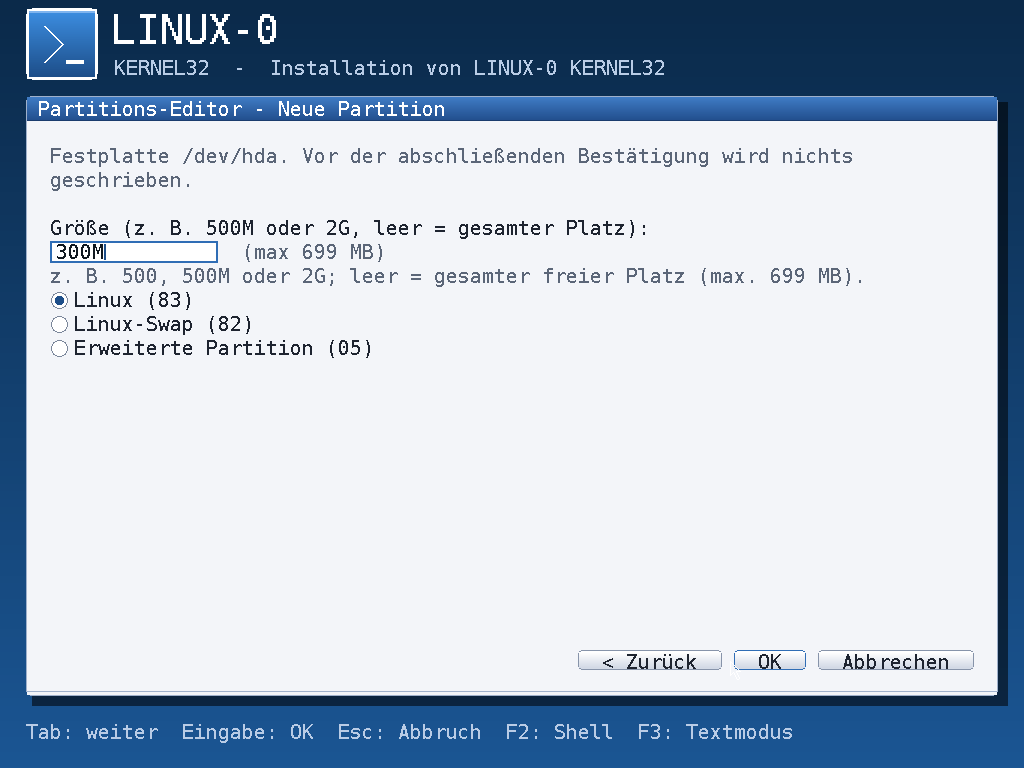 LINUX-0
KERNEL32  -  Installation von LINUX-0 KERNEL32
Partitions-Editor - Neue Partition
Festplatte /dev/hda. Vor der abschließenden Bestätigung wird nichts
geschrieben.
Größe (z. B. 500M oder 2G, leer = gesamter Platz):
300M  (max 699 MB)
z. B. 500, 500M oder 2G; leer = gesamter freier Platz (max. 699 MB).
Linux (83)
Linux-Swap (82)
Erweiterte Partition (05)
< Zurück  OK  Abbrechen
Tab: weiter  Eingabe: OK  Esc: Abbruch  F2: Shell  F3: Textmodus